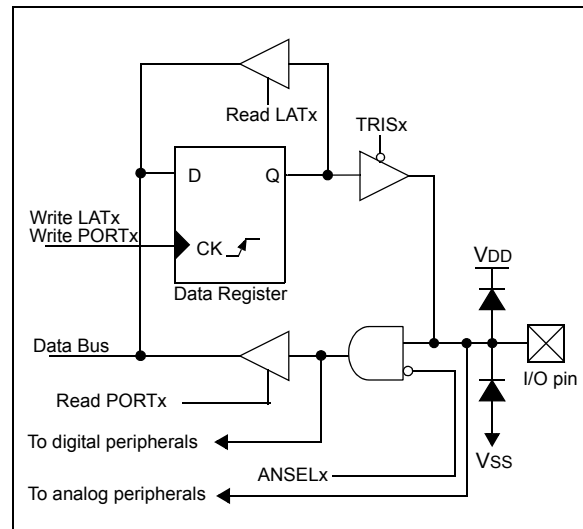 Read LATx
TRISx
D Q
Write LATx
Write PORTx
CK
Data Register
VDD
Data Bus
I/O pin
Read PORTx
To digital peripherals
VSS
ANSELx
To analog peripherals